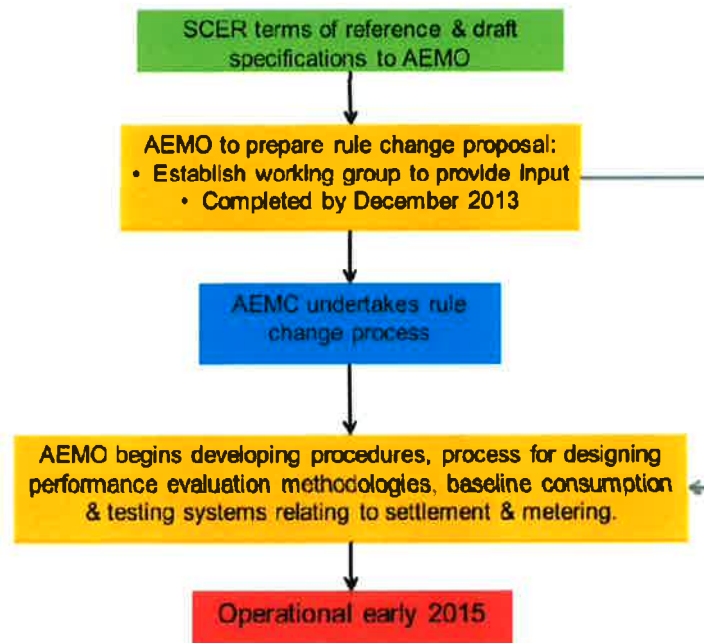 SCER terms of reference & draft
specifications to AEMO
AEMO to prepare rule change proposal:
• Establish working group to provide input
• Completed by December 2013
AEMC undertakes rule
change process
AEMO begins developing procedures, process for designing
performance evaluation methodologies, baseline consumption
& testing systems relating to settlement & metering.
Operational early 2015